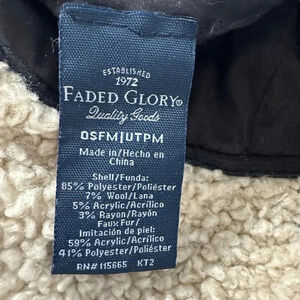 ESTABLISHED
1972
FADED GLORY®
Quality Goods
OSFM|UTPM
Made in/Hecho en
China
Shell/Funda:
85% Polyester/Poliéster
7% Wool/Lana
5% Acrylic/Acrílico
3% Rayon/Rayón
Faux Fur/
Imitación de piel:
59% Acrylic/Acrílico
41% Polyester/Poliéster
RN# 115665 KT2